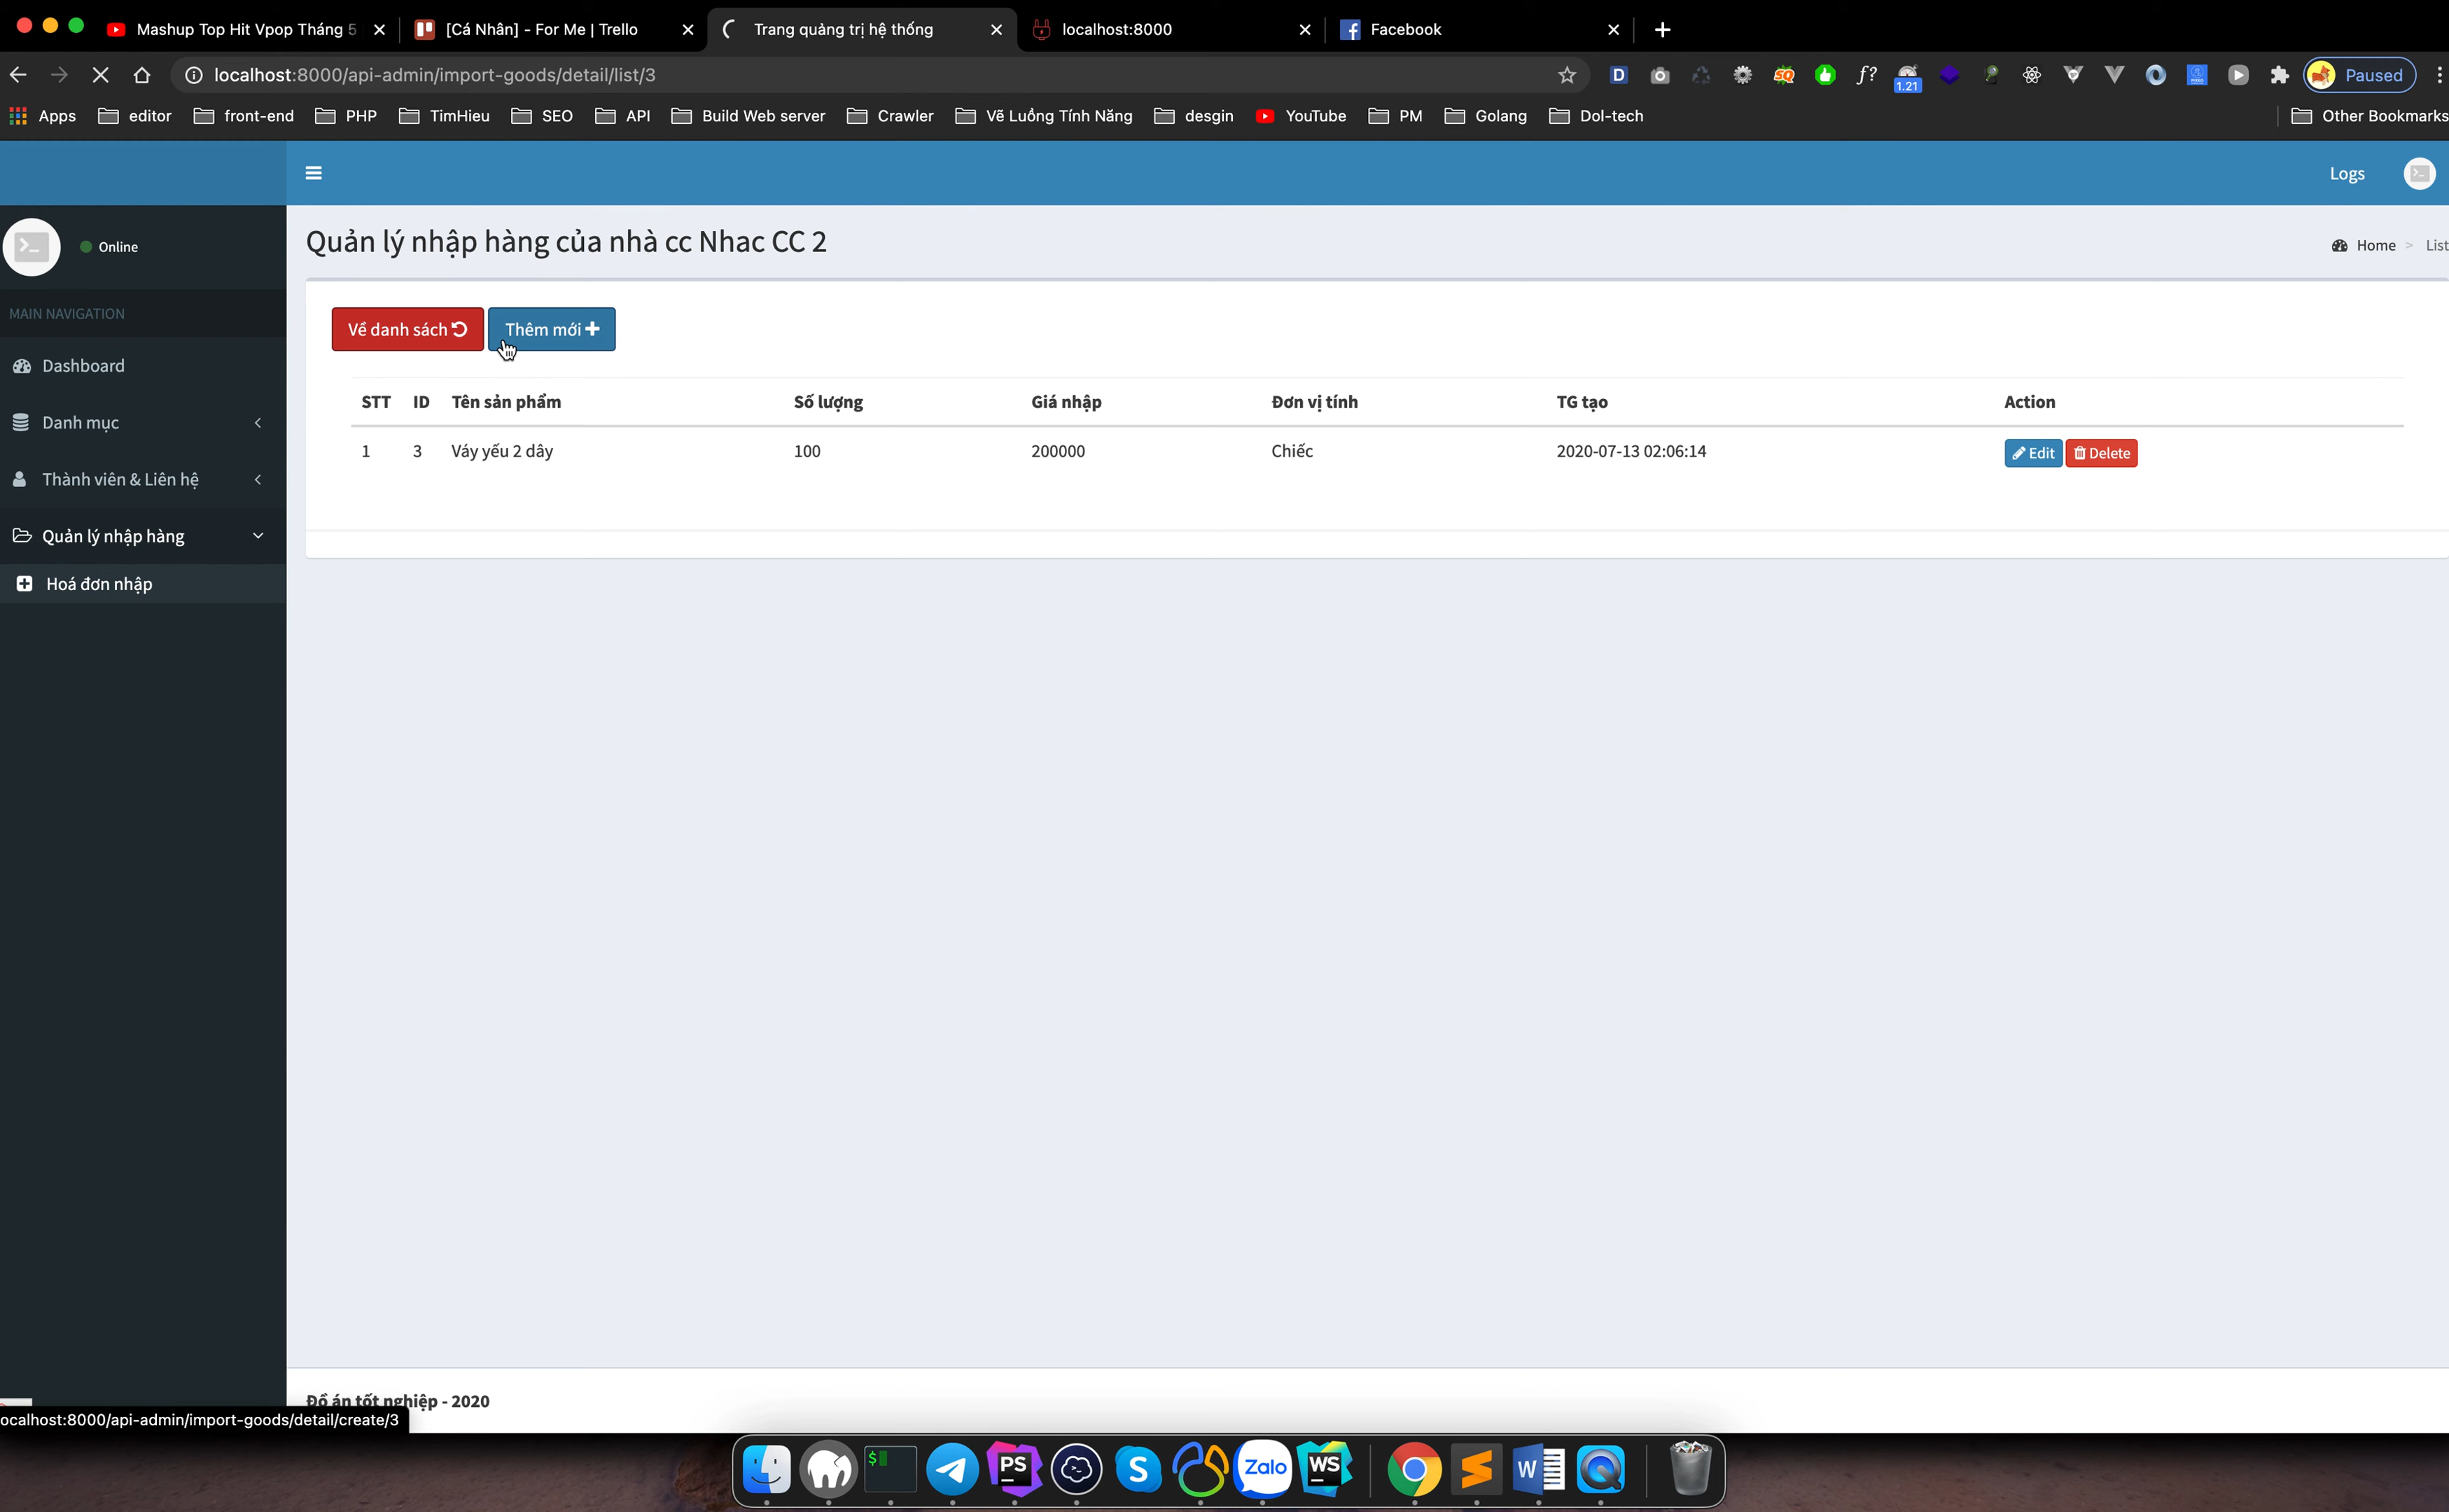 Mashup Top Hit Vpop Tháng 5
[Cá Nhân] - For Me | Trello
Trang quảng trị hệ thống
localhost:8000
Facebook
localhost:8000/api-admin/import-goods/detail/list/3
D
SQ
f?
1.21
Paused
Apps
editor
front-end
PHP
TimHieu
SEO
API
Build Web server
Crawler
Vẽ Luồng Tính Năng
desgin
YouTube
PM
Golang
Dol-tech
Other Bookmarks
Logs
Online
Quản lý nhập hàng của nhà cc Nhac CC 2
Home > List
MAIN NAVIGATION
Dashboard
Danh mục
Thành viên & Liên hệ
Quản lý nhập hàng
Hoá đơn nhập
Về danh sách
Thêm mới
STT ID Tên sản phẩm Số lượng Giá nhập Đơn vị tính TG tạo Action
1 3 Váy yếu 2 dây 100 200000 Chiếc 2020-07-13 02:06:14 Edit Delete
Đồ án tốt nghiệp - 2020
ocalhost:8000/api-admin/import-goods/detail/create/3
$
PS
S
Zalo
WS
W